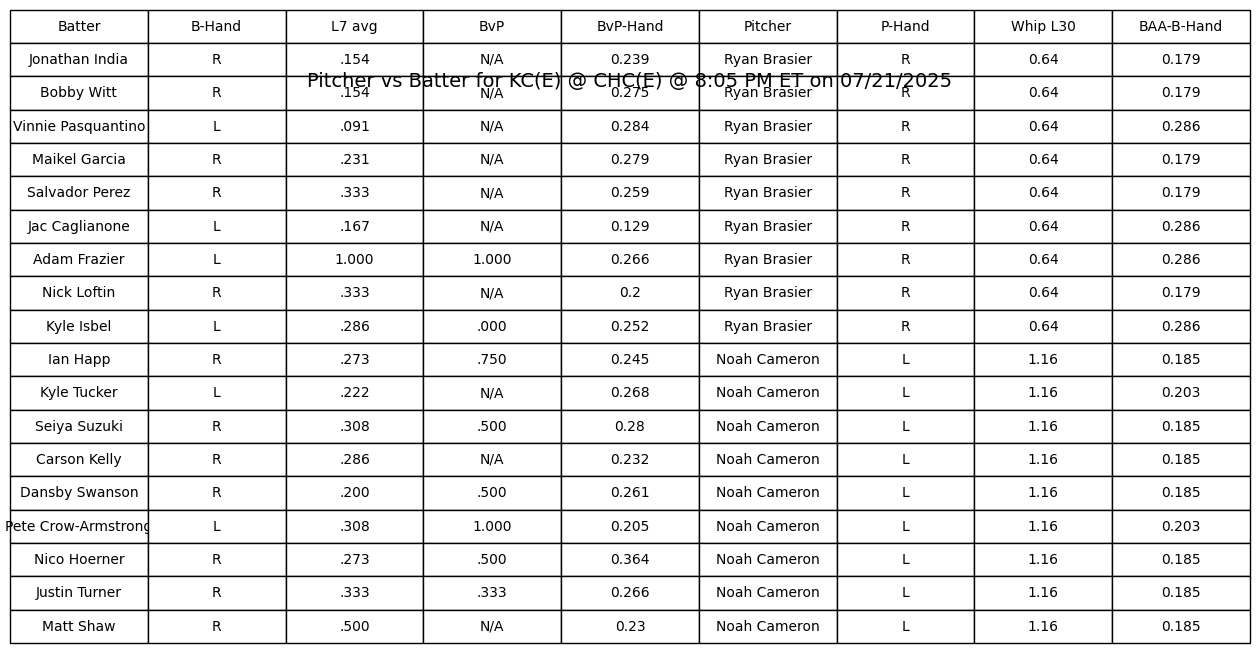 Batter B-Hand L7 avg BvP BvP-Hand Pitcher P-Hand Whip L30 BAA-B-Hand
Jonathan India R .154 N/A 0.239 Ryan Brasier R 0.64 0.179
Pitcher vs Batter for KC(E) @ CHC(E) @ 8:05 PM ET on 07/21/2025
Bobby Witt R .154 N/A 0.275 Ryan Brasier R 0.64 0.179
Vinnie Pasquantino L .091 N/A 0.284 Ryan Brasier R 0.64 0.286
Maikel Garcia R .231 N/A 0.279 Ryan Brasier R 0.64 0.179
Salvador Perez R .333 N/A 0.259 Ryan Brasier R 0.64 0.179
Jac Caglianone L .167 N/A 0.129 Ryan Brasier R 0.64 0.286
Adam Frazier L 1.000 1.000 0.266 Ryan Brasier R 0.64 0.286
Nick Loftin R .333 N/A 0.2 Ryan Brasier R 0.64 0.179
Kyle Isbel L .286 .000 0.252 Ryan Brasier R 0.64 0.286
Ian Happ R .273 .750 0.245 Noah Cameron L 1.16 0.185
Kyle Tucker L .222 N/A 0.268 Noah Cameron L 1.16 0.203
Seiya Suzuki R .308 .500 0.28 Noah Cameron L 1.16 0.185
Carson Kelly R .286 N/A 0.232 Noah Cameron L 1.16 0.185
Dansby Swanson R .200 .500 0.261 Noah Cameron L 1.16 0.185
Pete Crow-Armstrong L .308 1.000 0.205 Noah Cameron L 1.16 0.203
Nico Hoerner R .273 .500 0.364 Noah Cameron L 1.16 0.185
Justin Turner R .333 .333 0.266 Noah Cameron L 1.16 0.185
Matt Shaw R .500 N/A 0.23 Noah Cameron L 1.16 0.185